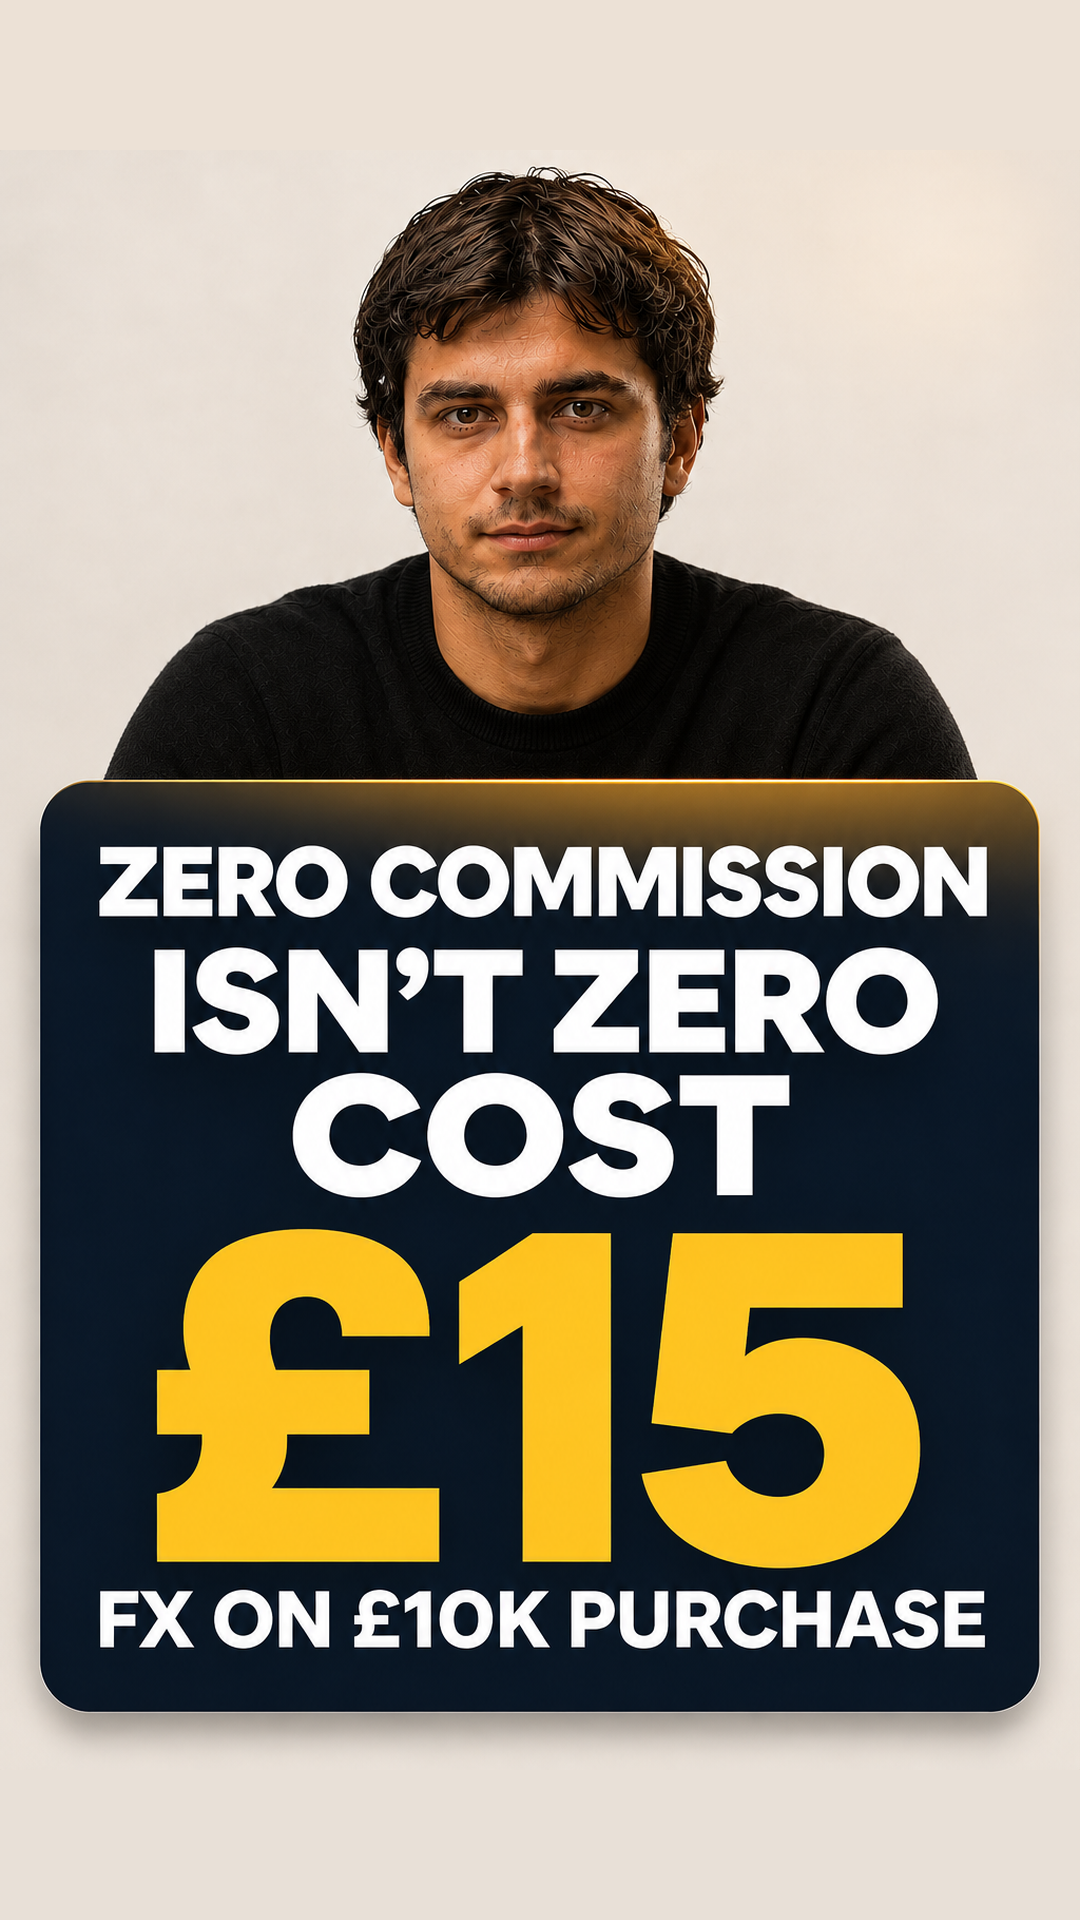 ZERO COMMISSION
ISN’T ZERO
COST
£15
FX ON £10K PURCHASE